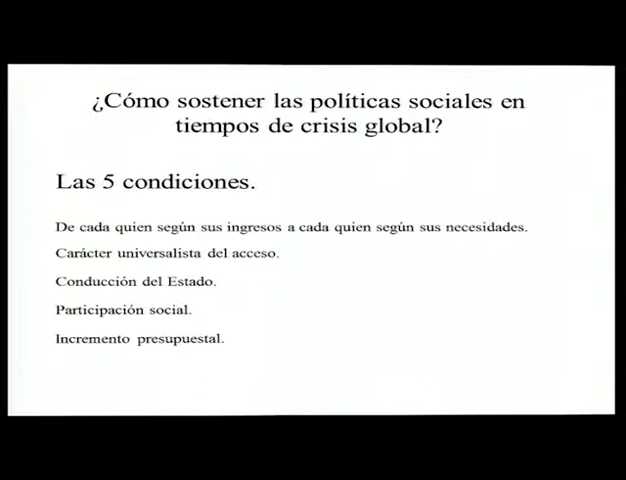 ¿Cómo sostener las políticas sociales en
tiempos de crisis global?
Las 5 condiciones.
De cada quien según sus ingresos a cada quien según sus necesidades.
Carácter universalista del acceso.
Conducción del Estado.
Participación social.
Incremento presupuestal.